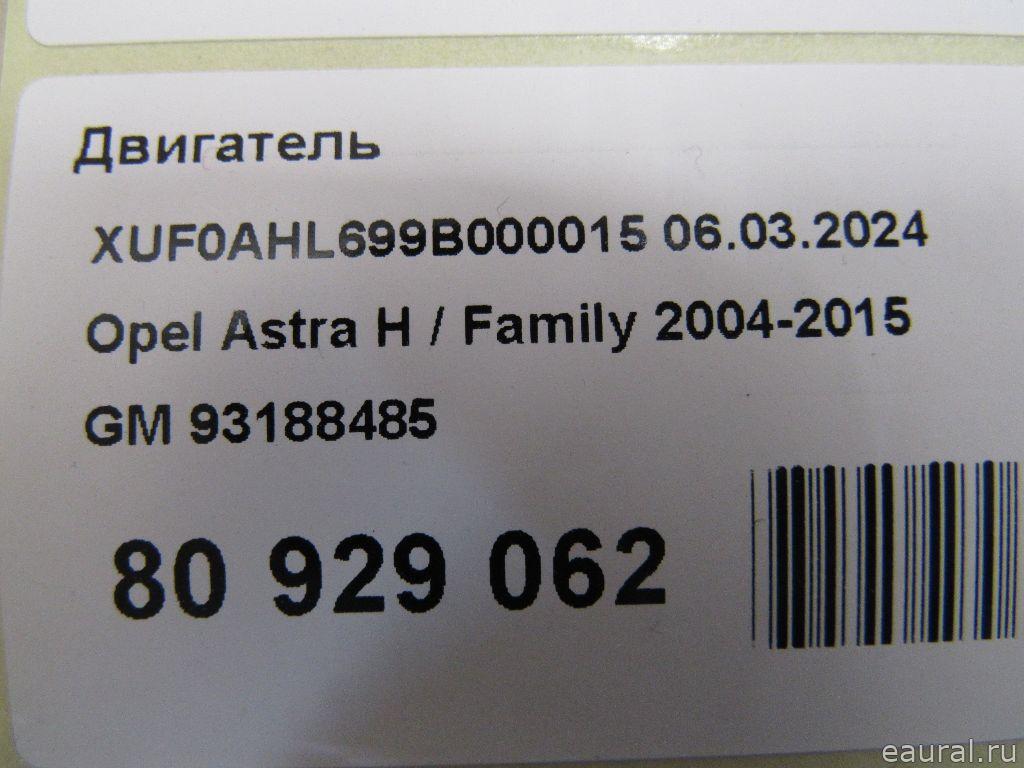 Двигатель
XUF0AHL699B000015 06.03.2024
Opel Astra H / Family 2004-2015
GM 93188485
80 929 062
eaural.ru